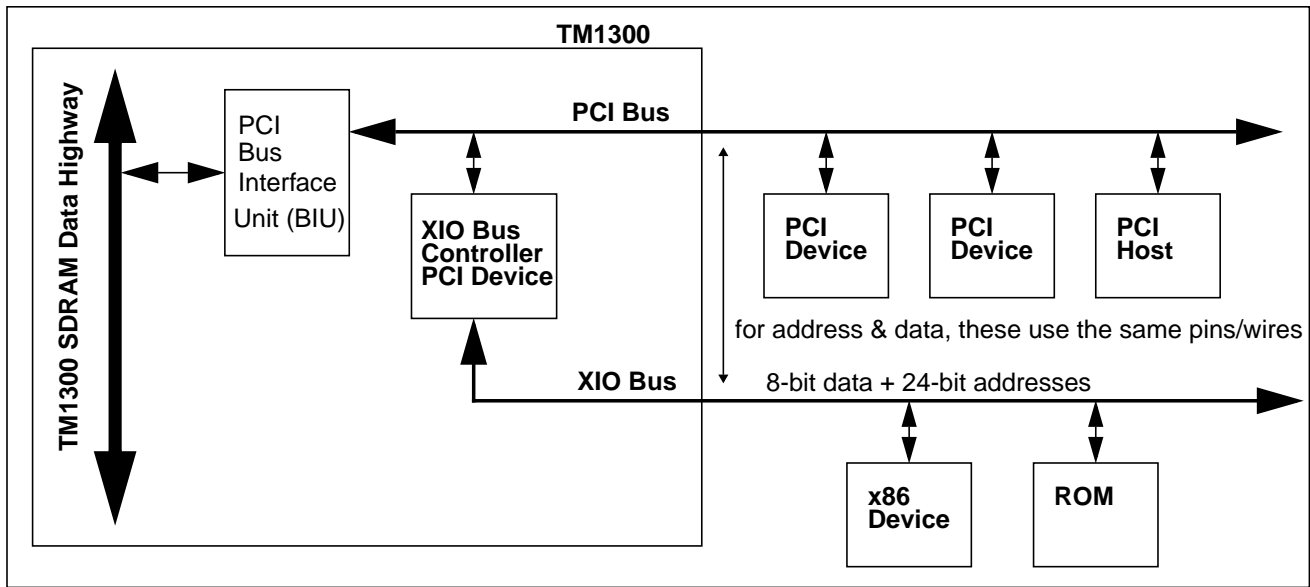 TM1300
TM1300 SDRAM Data Highway
PCI
Bus
Interface
Unit (BIU)
PCI Bus
XIO Bus
Controller
PCI Device
PCI
Device
PCI
Device
PCI
Host
for address & data, these use the same pins/wires
XIO Bus
8-bit data + 24-bit addresses
x86
Device
ROM